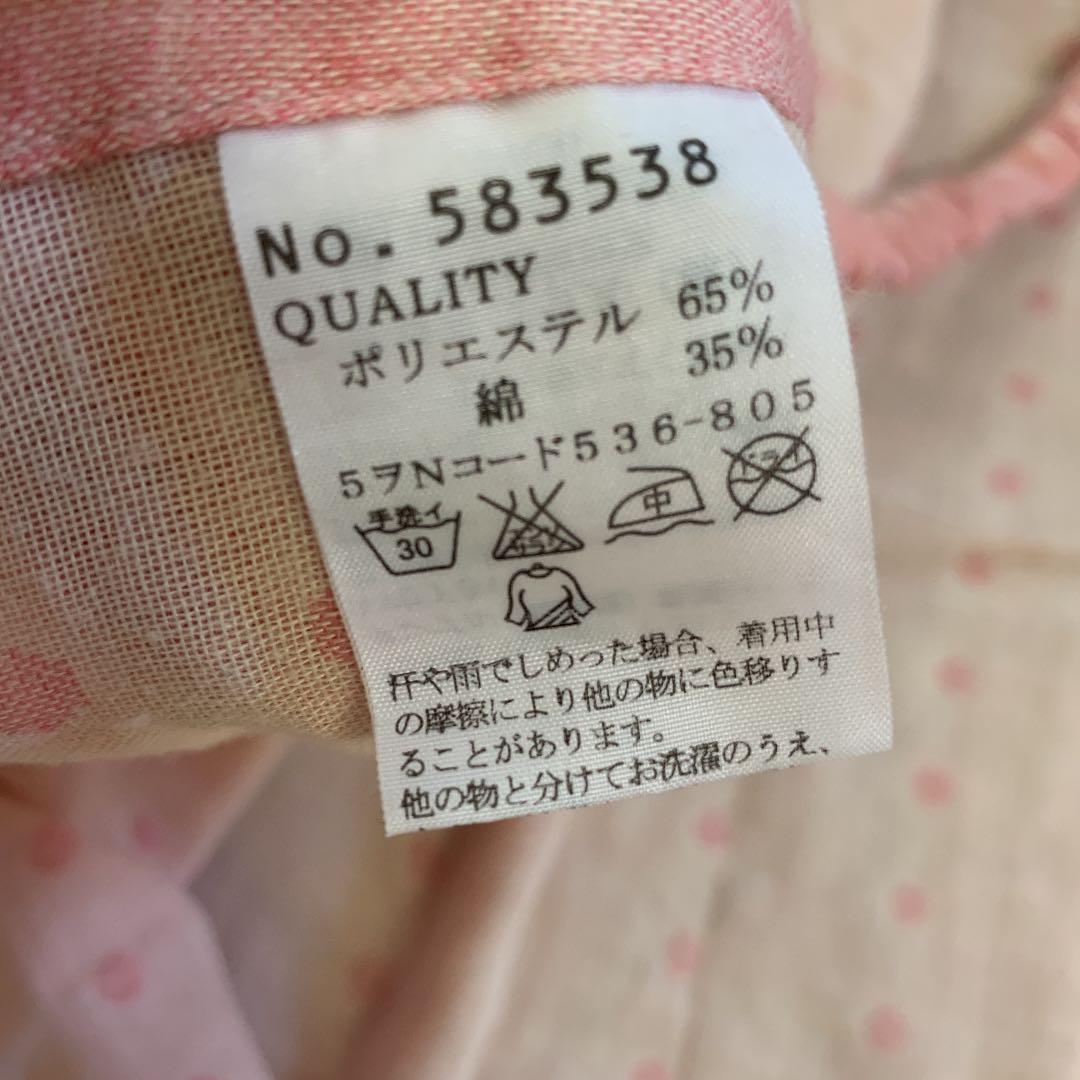 No. 583538
QUALITY
ポリエステル 65%
綿 35%
5ヲNコード536-805
手洗イ
30
中
ドライ
汗や雨でしめった場合、着用中
の摩擦により他の物に色移りす
ることがあります。
他の物と分けてお洗濯のうえ、